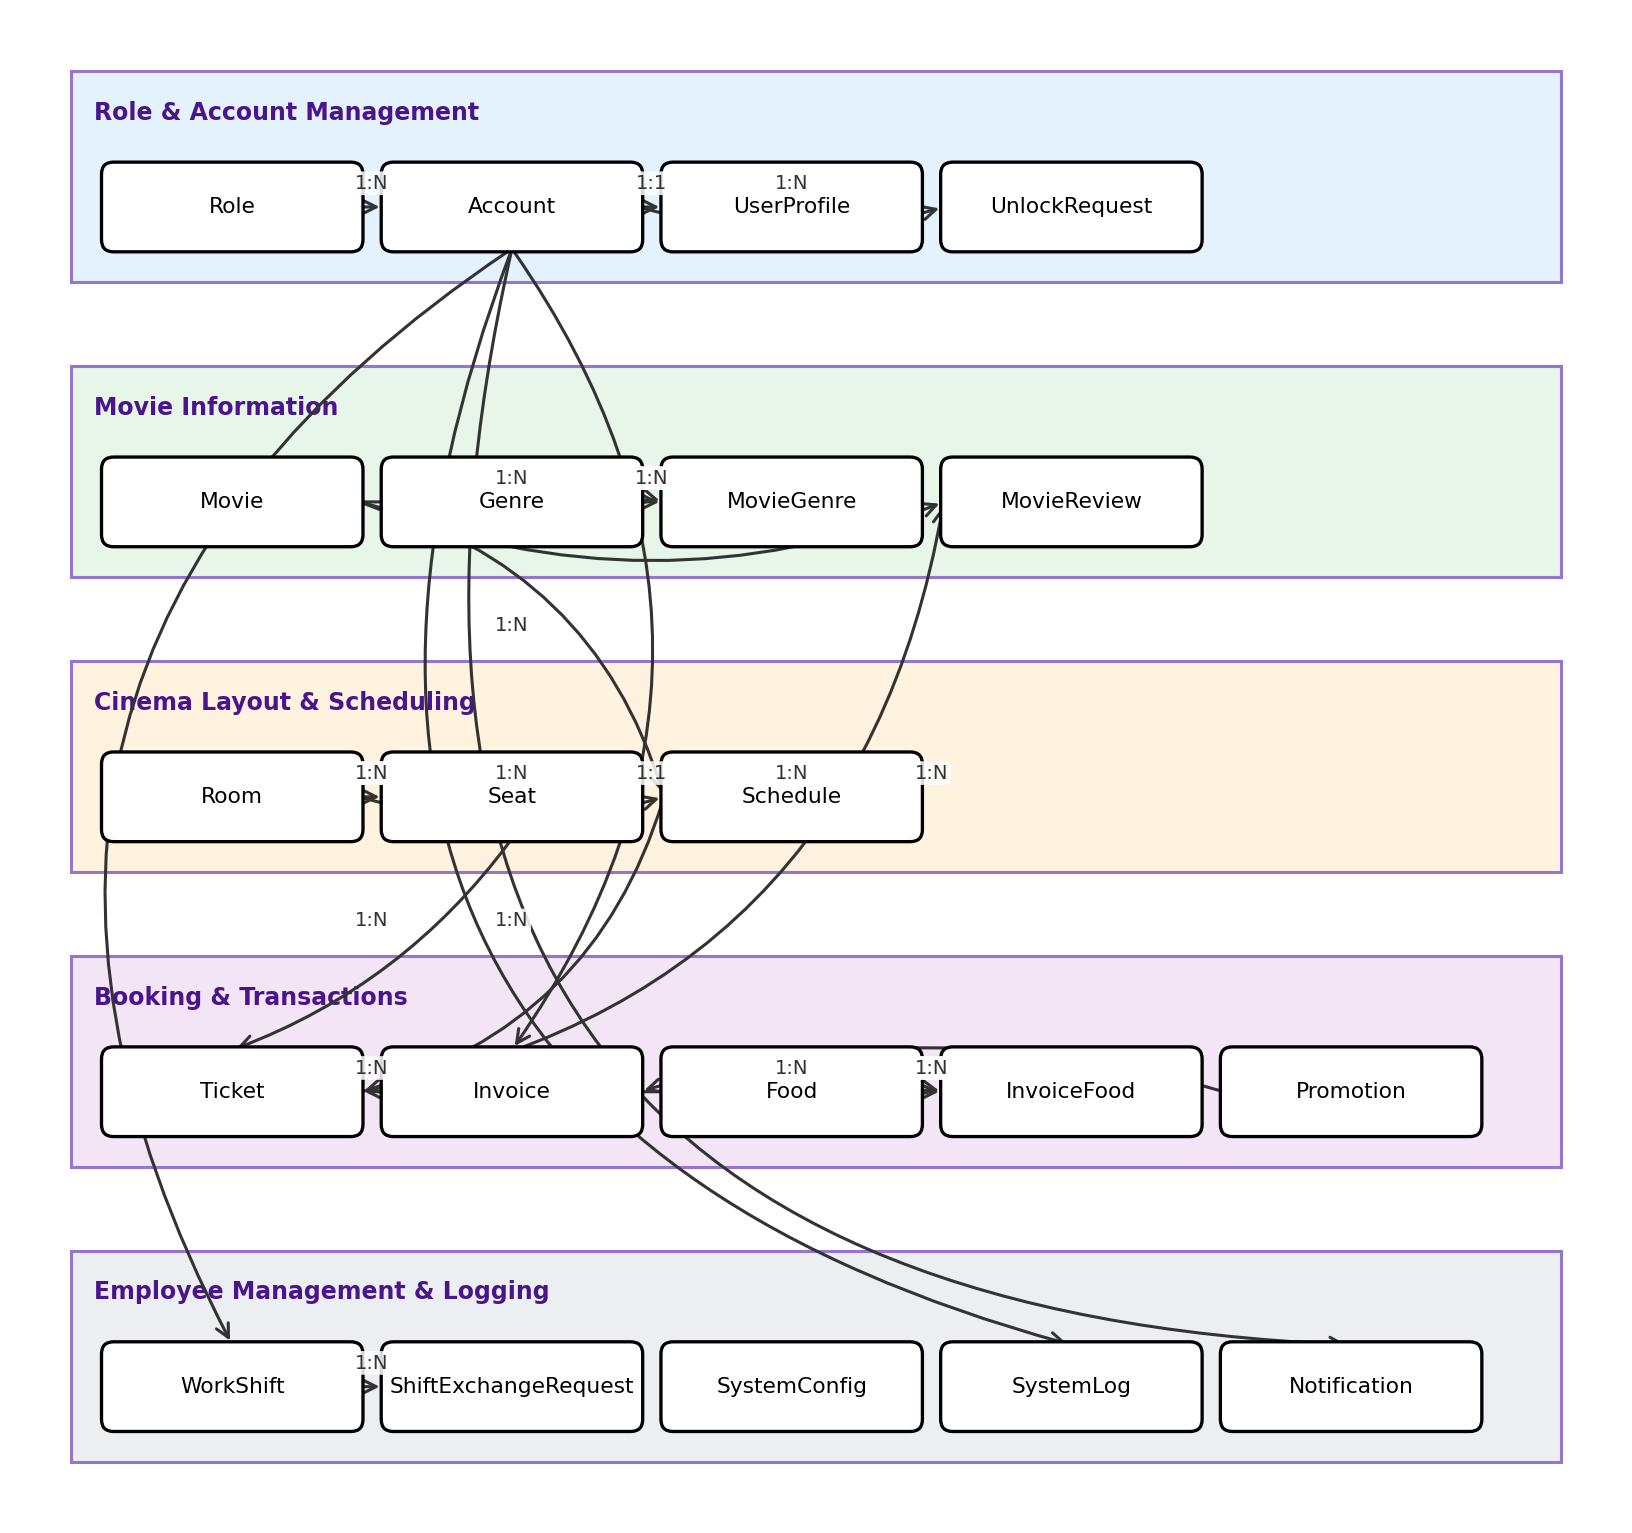 Role & Account Management
1:N 1:1 1:N
Role Account UserProfile UnlockRequest
Movie Information
1:N 1:N
Movie Genre MovieGenre MovieReview
1:N
Cinema Layout & Scheduling
1:N 1:N 1:1 1:N 1:N
Room Seat Schedule
1:N 1:N
Booking & Transactions
1:N 1:N 1:N
Ticket Invoice Food InvoiceFood Promotion
Employee Management & Logging
1:N
WorkShift ShiftExchangeRequest SystemConfig SystemLog Notification